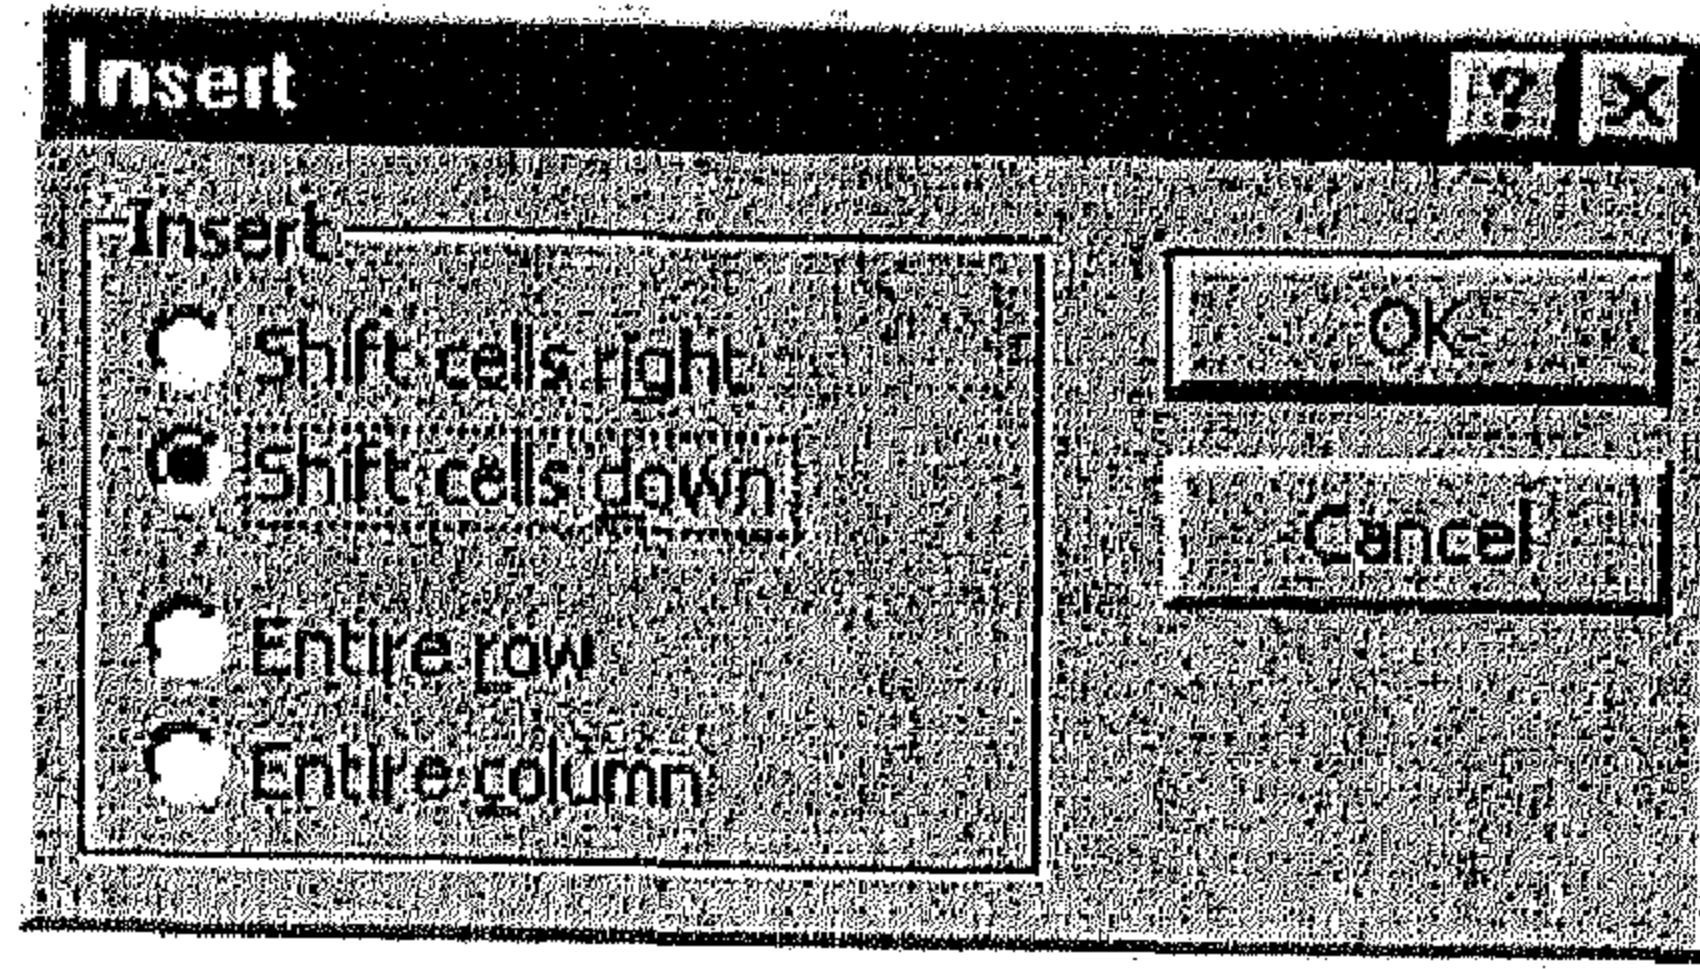 Insert
? X
Insert
Shift cells right
Shift cells down
Entire row
Entire column
OK
Cancel